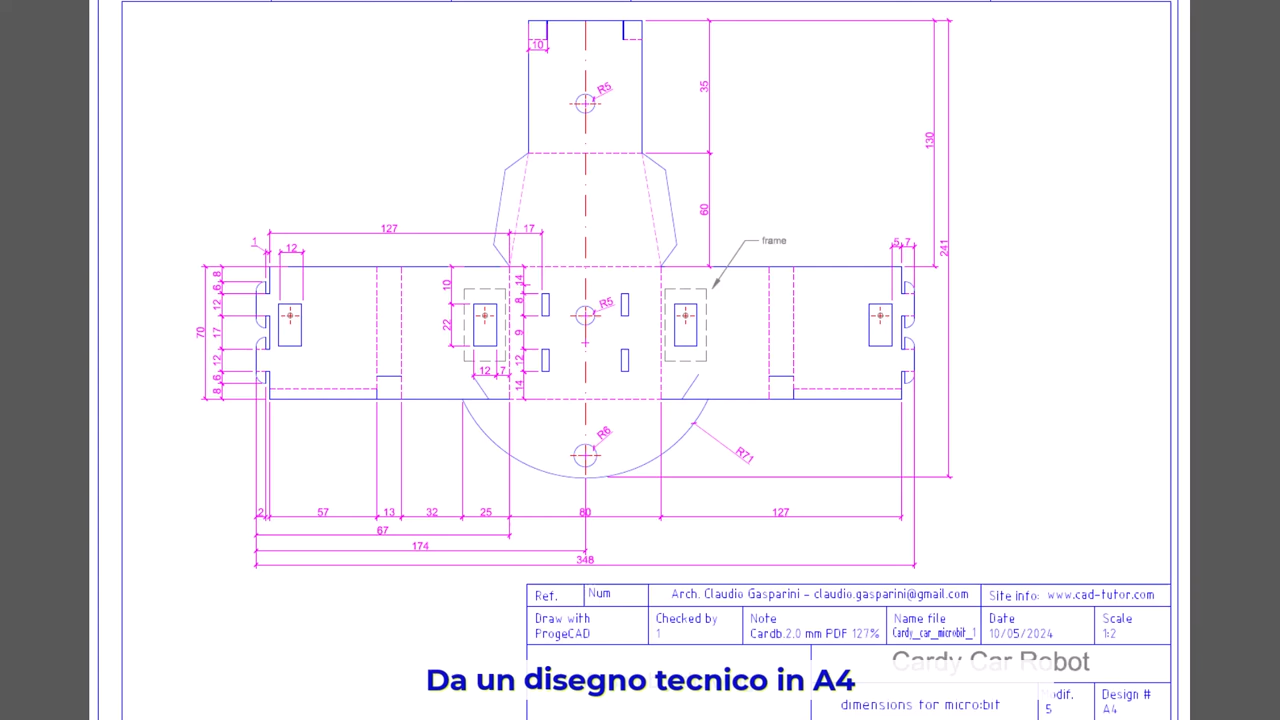 10
R5
35
130
60
241
127
17
frame
1
12
5
7
8
6
12
17
12
6
8
70
10
22
14
8
9
12
14
R5
12
7
R6
R71
2
57
13
32
25
80
127
67
174
348
Ref.
Num
Arch. Claudio Gasparini – claudio.gasparini@gmail.com
Site info: www.cad-tutor.com
Draw with
ProgeCAD
Checked by
1
Note
Cardb.2.0 mm PDF 127%
Name file
Cardy_car_microbit_1
Date
10/05/2024
Scale
1:2
Cardy Car Robot
Da un disegno tecnico in A4
dimensions for micro:bit
5
Design #
A4